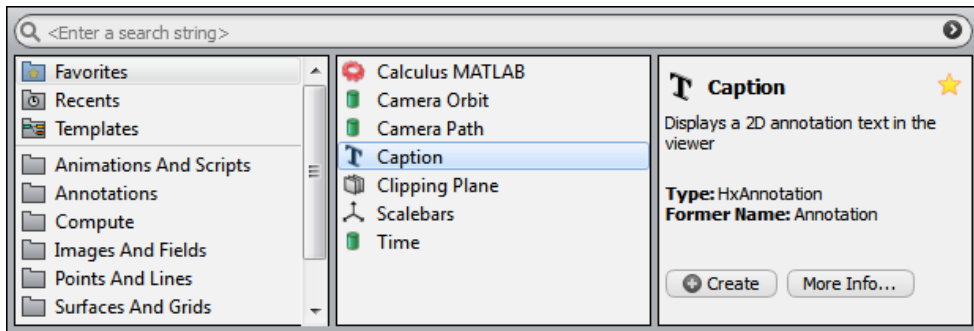 <Enter a search string>
Favorites
Recents
Templates
Animations And Scripts
Annotations
Compute
Images And Fields
Points And Lines
Surfaces And Grids
Calculus MATLAB
Camera Orbit
Camera Path
Caption
Clipping Plane
Scalebars
Time
Caption
Displays a 2D annotation text in the
viewer
Type: HxAnnotation
Former Name: Annotation
Create
More Info...